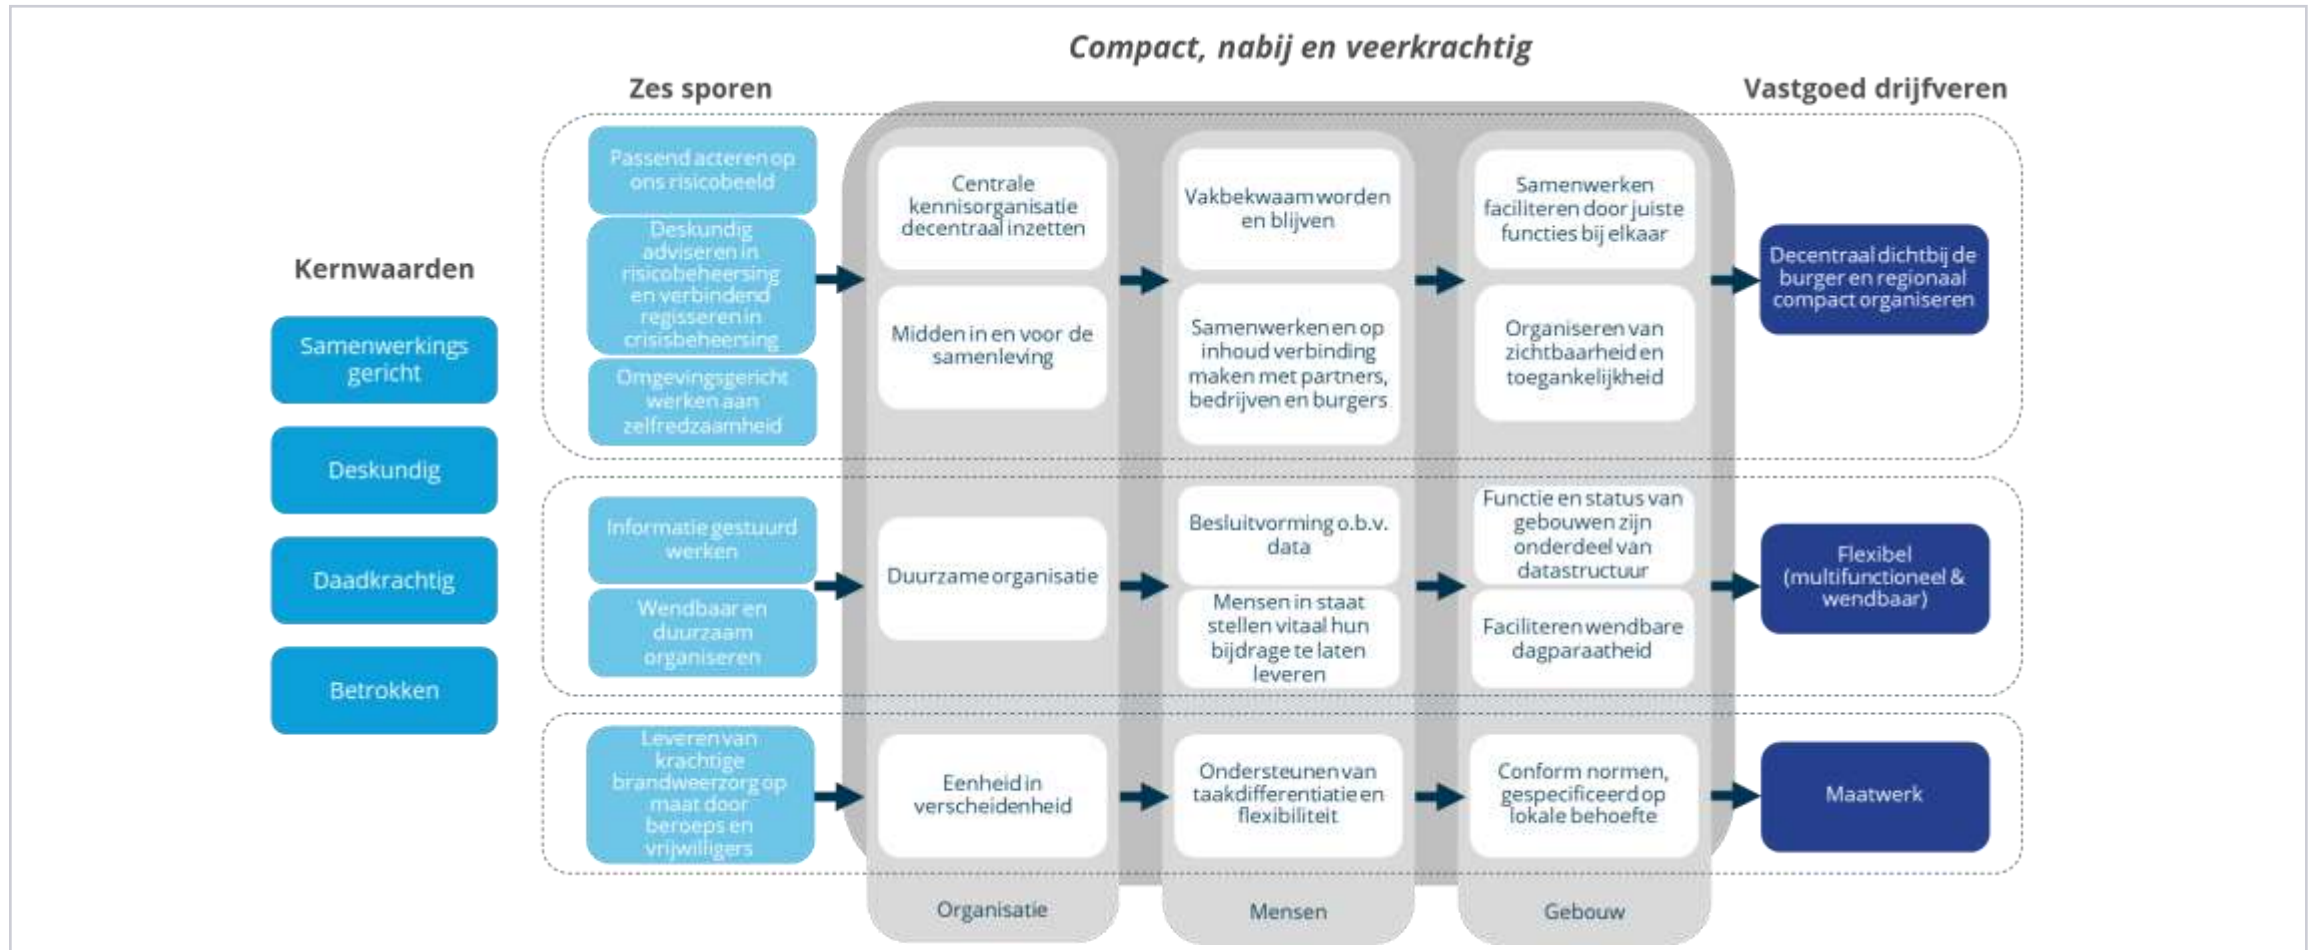 Compact, nabij en veerkrachtig
Zes sporen
Vastgoed drijfveren
Kernwaarden
Samenwerkings
gericht
Deskundig
Daadkrachtig
Betrokken
Passend acteren op
ons risicobeeld
Deskundig
adviseren in
risicobeheersing
en verbindend
regisseren in
crisisbeheersing
Omgevingsgericht
werken aan
zelfredzaamheid
Centrale
kennisorganisatie
decentraal inzetten
Midden in en voor de
samenleving
Vakbekwaam worden
en blijven
Samenwerken en op
inhoud verbinding
maken met partners,
bedrijven en burgers
Samenwerken
faciliteren door juiste
functies bij elkaar
Organiseren van
zichtbaarheid en
toegankelijkheid
Decentraal dichtbij de
burger en regionaal
compact organiseren
Informatie gestuurd
werken
Wendbaar en
duurzaam
organiseren
Duurzame organisatie
Besluitvorming o.b.v.
data
Mensen in staat
stellen vitaal hun
bijdrage te laten
leveren
Functie en status van
gebouwen zijn
onderdeel van
datastructuur
Faciliteren wendbare
dagparaatheid
Flexibel
(multifunctioneel &
wendbaar)
Leveren van
krachtige
brandweerzorg op
maat door
beroeps en
vrijwilligers
Eenheid in
verscheidenheid
Ondersteunen van
taakdifferentiatie en
flexibiliteit
Conform normen,
gespecificeerd op
lokale behoefte
Maatwerk
Organisatie
Mensen
Gebouw